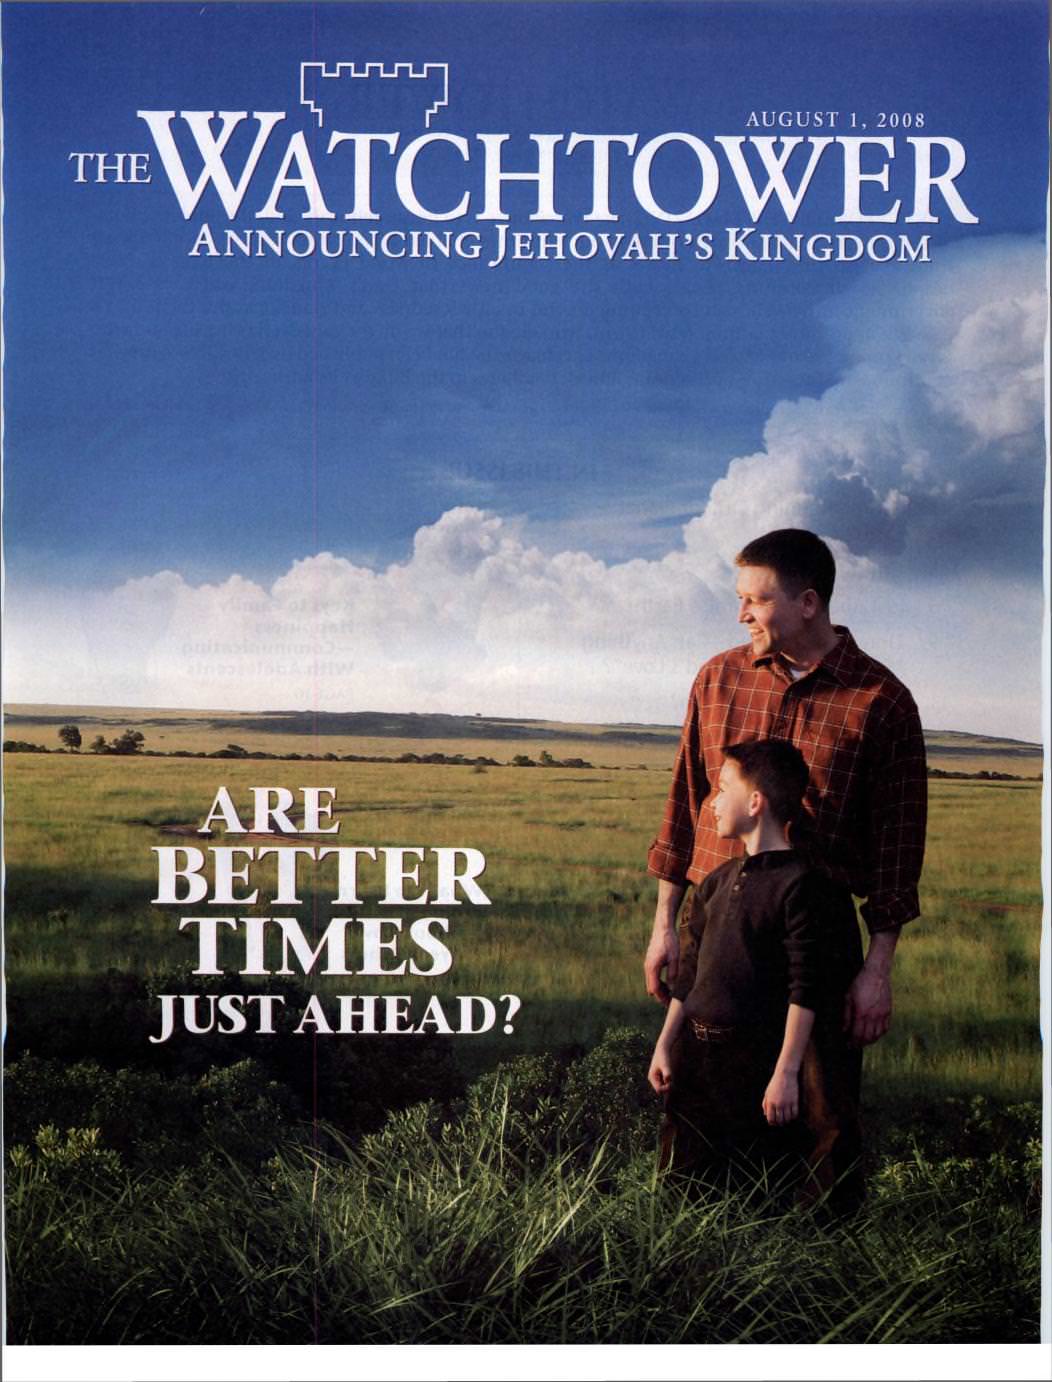 AUGUST 1, 2008
THE WATCHTOWER
ANNOUNCING JEHOVAH'S KINGDOM
ARE
BETTER
TIMES
JUST AHEAD?